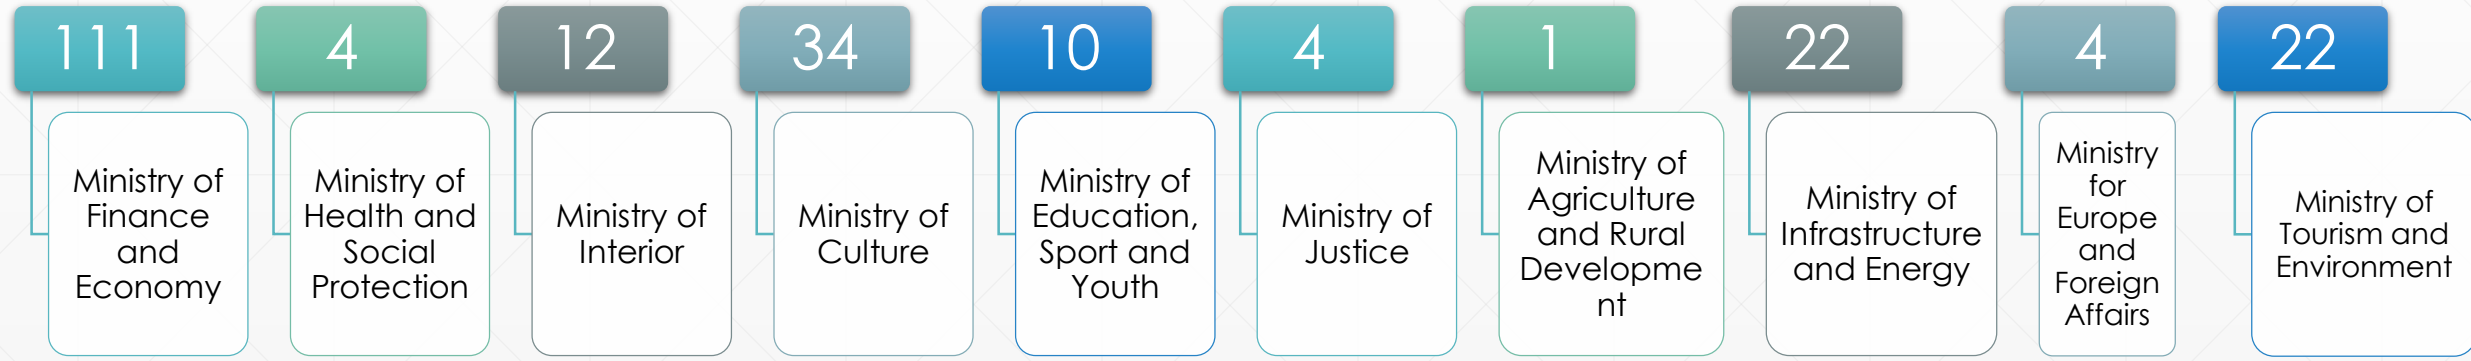 111
Ministry of
Finance
and
Economy
4
Ministry of
Health and
Social
Protection
12
Ministry of
Interior
34
Ministry of
Culture
10
Ministry of
Education,
Sport and
Youth
4
Ministry of
Justice
1
Ministry of
Agriculture
and Rural
Developme
nt
22
Ministry of
Infrastructure
and Energy
4
Ministry
for
Europe
and
Foreign
Affairs
22
Ministry of
Tourism and
Environment